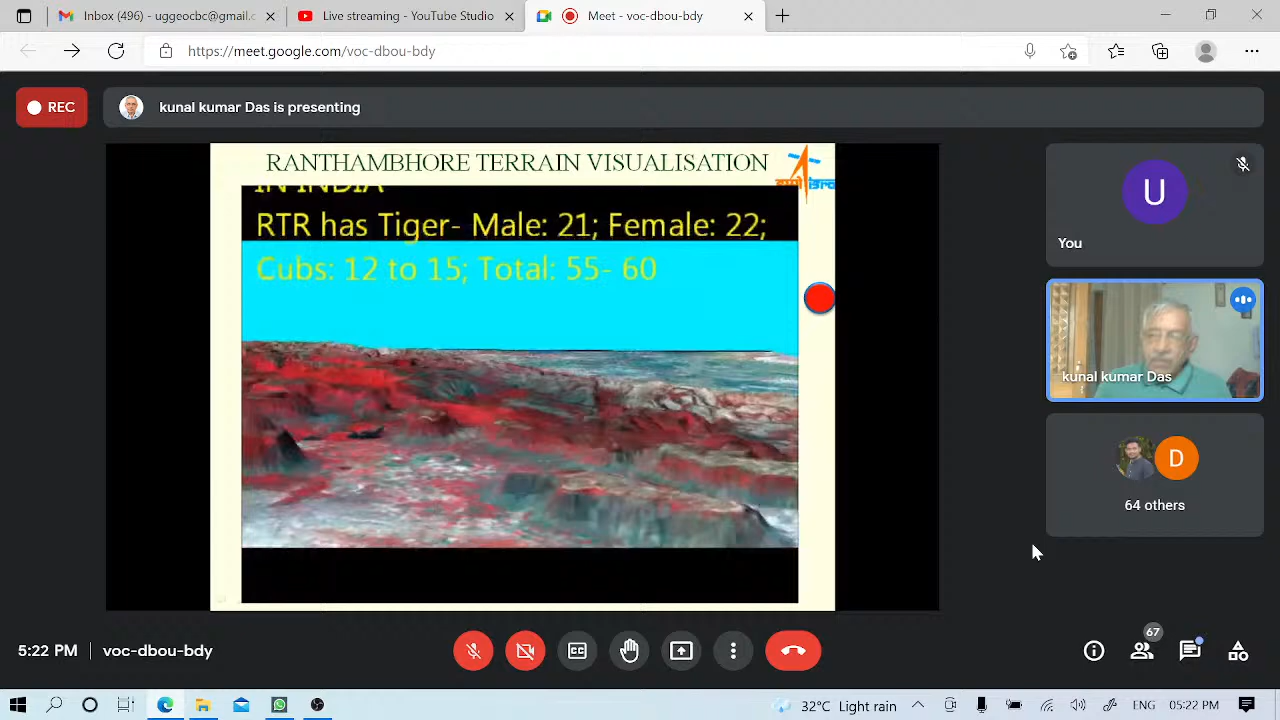 Inbox (496) - uggeobc@gmail.c
Live streaming - YouTube Studio
Meet - voc-dbou-bdy
https://meet.google.com/voc-dbou-bdy
REC
kunal kumar Das is presenting
RANTHAMBHORE TERRAIN VISUALISATION
इसरो isro
IN INDIA
RTR has Tiger- Male: 21; Female: 22;
Cubs: 12 to 15; Total: 55- 60
U
You
kunal kumar Das
D
64 others
5:22 PM
voc-dbou-bdy
67
32°C Light rain
ENG
05:22 PM